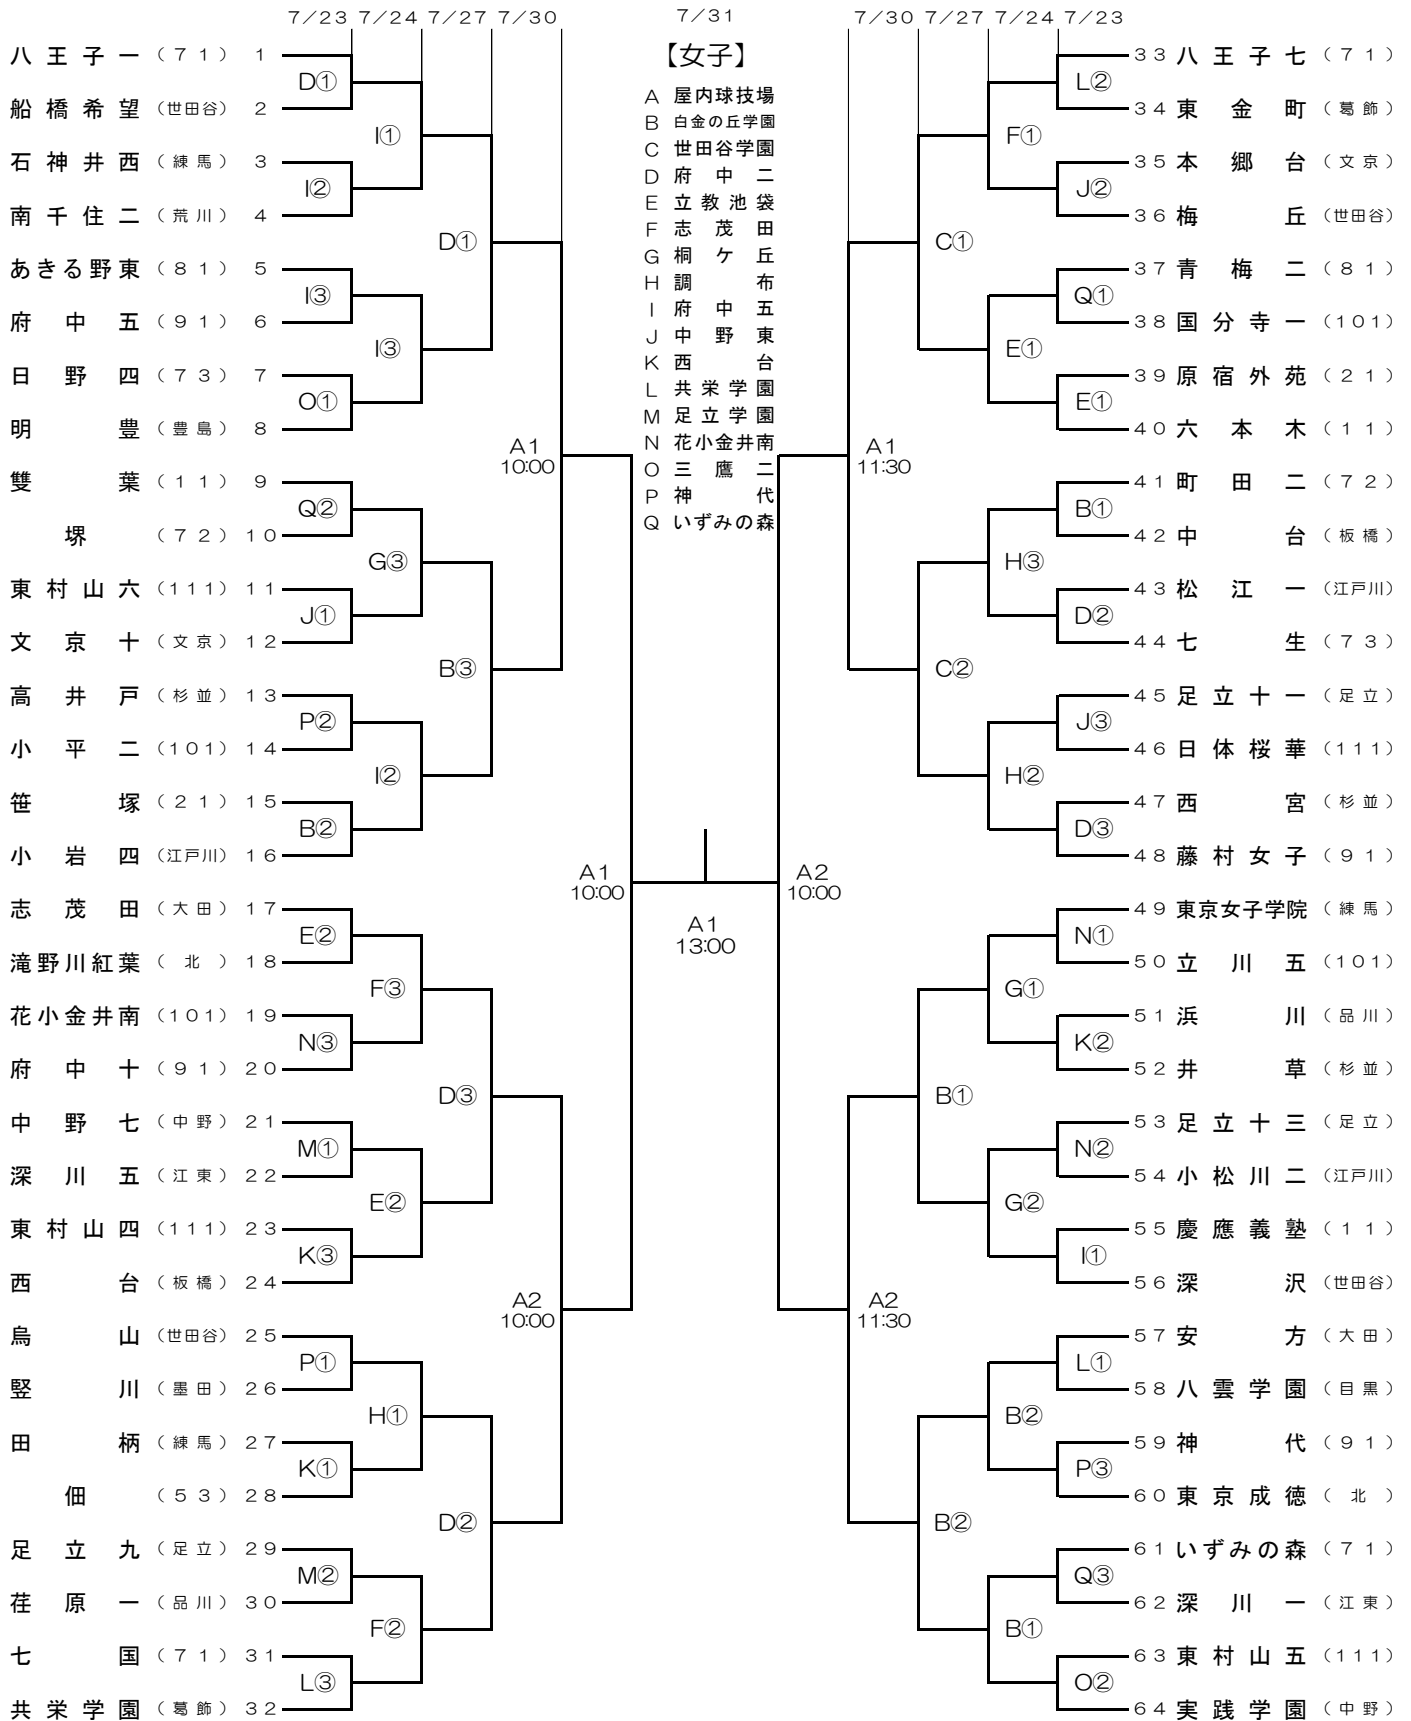 7/23 7/24 7/27 7/30 7/31 7/30 7/27 7/24 7/23
【女子】
A 屋内球技場
B 白金の丘学園
C 世田谷学園
D 府中二
E 立教池袋
F 志茂田
G 桐ケ丘
H 調布
I 府中五
J 中野東
K 西台
L 共栄学園
M 足立学園
N 花小金井南
O 三鷹二
P 神代
Q いずみの森
八王子一 (71) 1
D①
船橋希望 (世田谷) 2
I①
石神井西 (練馬) 3
I②
南千住二 (荒川) 4
D①
あきる野東 (81) 5
I③
府中五 (91) 6
I③
日野四 (73) 7
O①
明豊 (豊島) 8
A1
10:00
雙葉 (11) 9
Q②
堺 (72) 10
G③
東村山六 (111) 11
J①
文京十 (文京) 12
B③
高井戸 (杉並) 13
P②
小平二 (101) 14
I②
笹塚 (21) 15
B②
小岩四 (江戸川) 16
A1
10:00
志茂田 (大田) 17
E②
滝野川紅葉 (北) 18
F③
花小金井南 (101) 19
N③
府中十 (91) 20
D③
中野七 (中野) 21
M①
深川五 (江東) 22
E②
東村山四 (111) 23
K③
西台 (板橋) 24
A2
10:00
烏山 (世田谷) 25
P①
竪川 (墨田) 26
H①
田柄 (練馬) 27
K①
佃 (53) 28
D②
足立九 (足立) 29
M②
荏原一 (品川) 30
F②
七国 (71) 31
L③
共栄学園 (葛飾) 32
A1
13:00
33 八王子七 (71)
L②
34 東金町 (葛飾)
F①
35 本郷台 (文京)
J②
36 梅丘 (世田谷)
C①
37 青梅二 (81)
Q①
38 国分寺一 (101)
E①
39 原宿外苑 (21)
E①
40 六本木 (11)
A1
11:30
41 町田二 (72)
B①
42 中台 (板橋)
H③
43 松江一 (江戸川)
D②
44 七生 (73)
C②
45 足立十一 (足立)
J③
46 日体桜華 (111)
H②
47 西宮 (杉並)
D③
48 藤村女子 (91)
A2
10:00
49 東京女子学院 (練馬)
N①
50 立川五 (101)
G①
51 浜川 (品川)
K②
52 井草 (杉並)
B①
53 足立十三 (足立)
N②
54 小松川二 (江戸川)
G②
55 慶應義塾 (11)
I①
56 深沢 (世田谷)
A2
11:30
57 安方 (大田)
L①
58 八雲学園 (目黒)
B②
59 神代 (91)
P③
60 東京成徳 (北)
B②
61 いずみの森 (71)
Q③
62 深川一 (江東)
B①
63 東村山五 (111)
O②
64 実践学園 (中野)